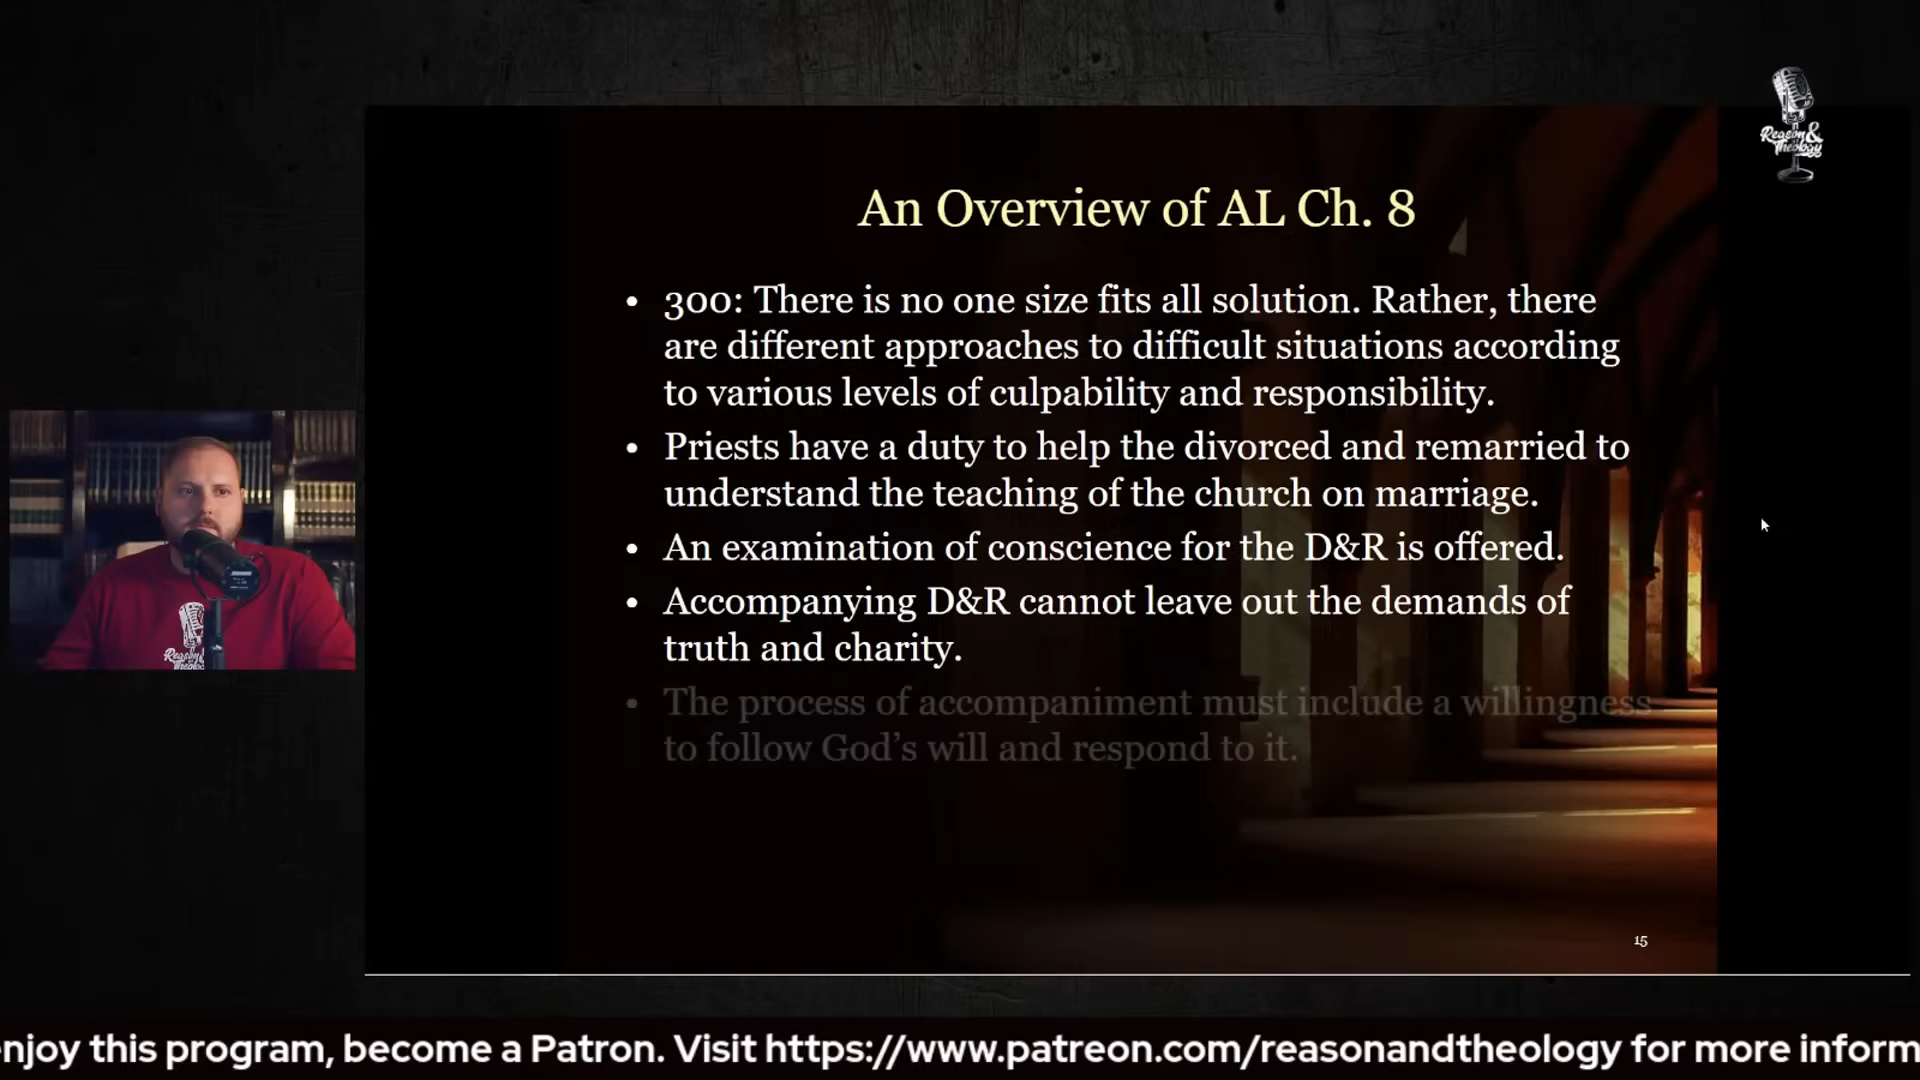 Reason &
Theology
An Overview of AL Ch. 8
• 300: There is no one size fits all solution. Rather, there
are different approaches to difficult situations according
to various levels of culpability and responsibility.
• Priests have a duty to help the divorced and remarried to
understand the teaching of the church on marriage.
• An examination of conscience for the D&R is offered.
• Accompanying D&R cannot leave out the demands of
truth and charity.
• The process of accompaniment must include a willingness
to follow God's will and respond to it.
15
njoy this program, become a Patron. Visit https://www.patreon.com/reasonandtheology for more inform